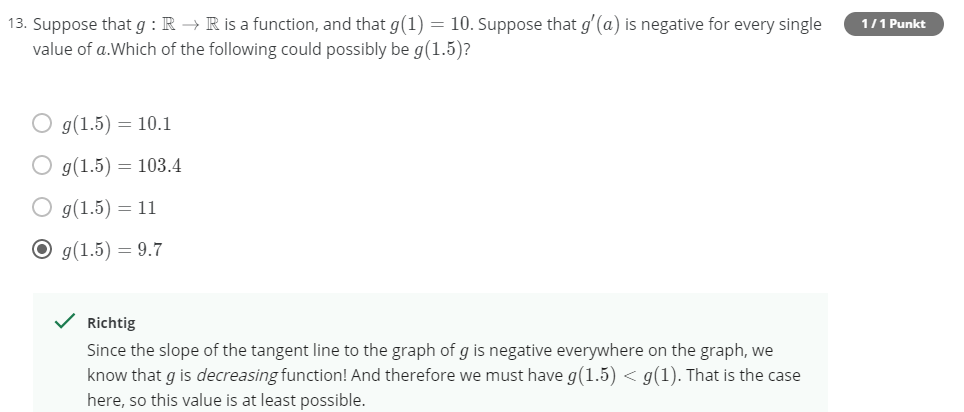 13. Suppose that g : ℝ → ℝ is a function, and that g(1) = 10. Suppose that g′(a) is negative for every single
1 / 1 Punkt
value of a.Which of the following could possibly be g(1.5)?
g(1.5) = 10.1
g(1.5) = 103.4
g(1.5) = 11
g(1.5) = 9.7
Richtig
Since the slope of the tangent line to the graph of g is negative everywhere on the graph, we
know that g is decreasing function! And therefore we must have g(1.5) < g(1). That is the case
here, so this value is at least possible.